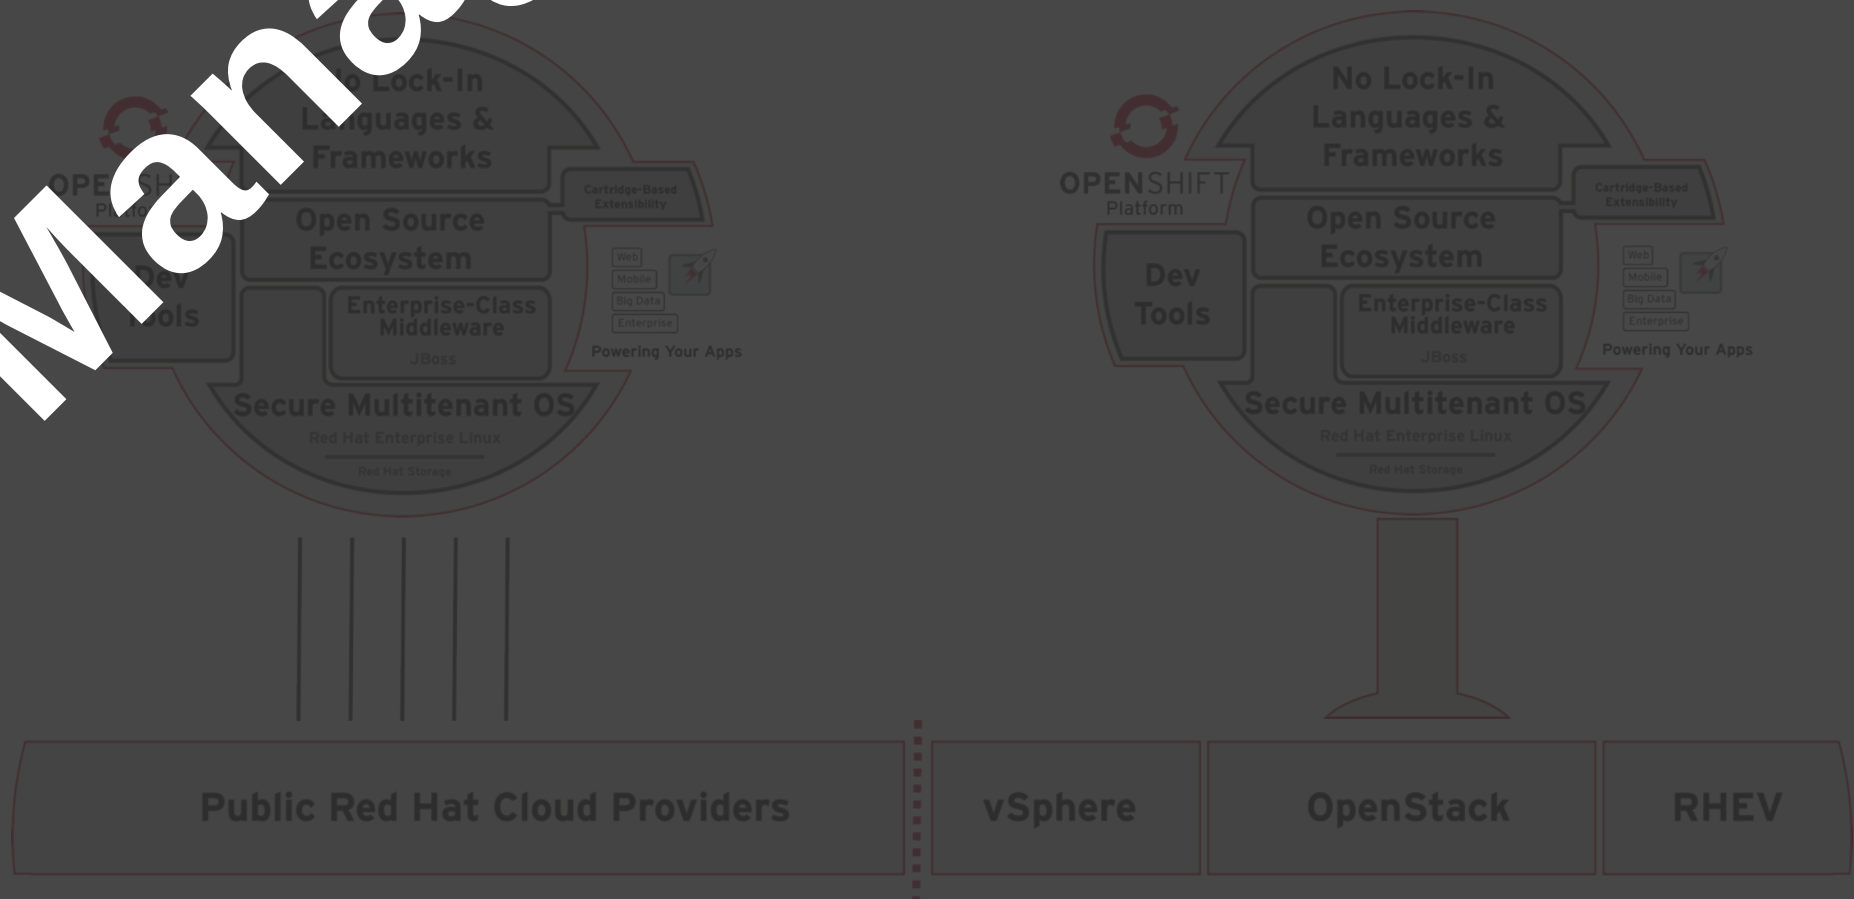 Mana
No Lock-In
Languages &
Frameworks
OPENSHIFT
Platform
Cartridge-Based
Extensibility
Open Source
Ecosystem
Dev
Tools
Web
Mobile
Big Data
Enterprise
Powering Your Apps
Enterprise-Class
Middleware
JBoss
Secure Multitenant OS
Red Hat Enterprise Linux
Red Hat Storage
No Lock-In
Languages &
Frameworks
OPENSHIFT
Platform
Cartridge-Based
Extensibility
Open Source
Ecosystem
Dev
Tools
Web
Mobile
Big Data
Enterprise
Powering Your Apps
Enterprise-Class
Middleware
JBoss
Secure Multitenant OS
Red Hat Enterprise Linux
Red Hat Storage
Public Red Hat Cloud Providers
vSphere
OpenStack
RHEV